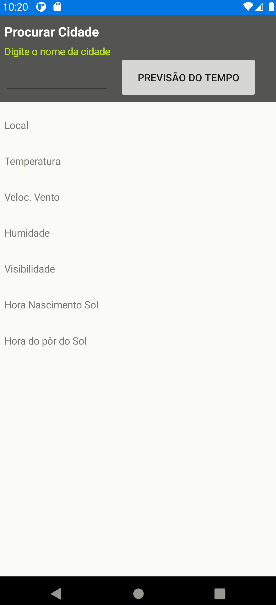 10:20
Procurar Cidade
Digite o nome da cidade
PREVISÃO DO TEMPO
Local
Temperatura
Veloc. Vento
Humidade
Visibilidade
Hora Nascimento Sol
Hora do pôr do Sol